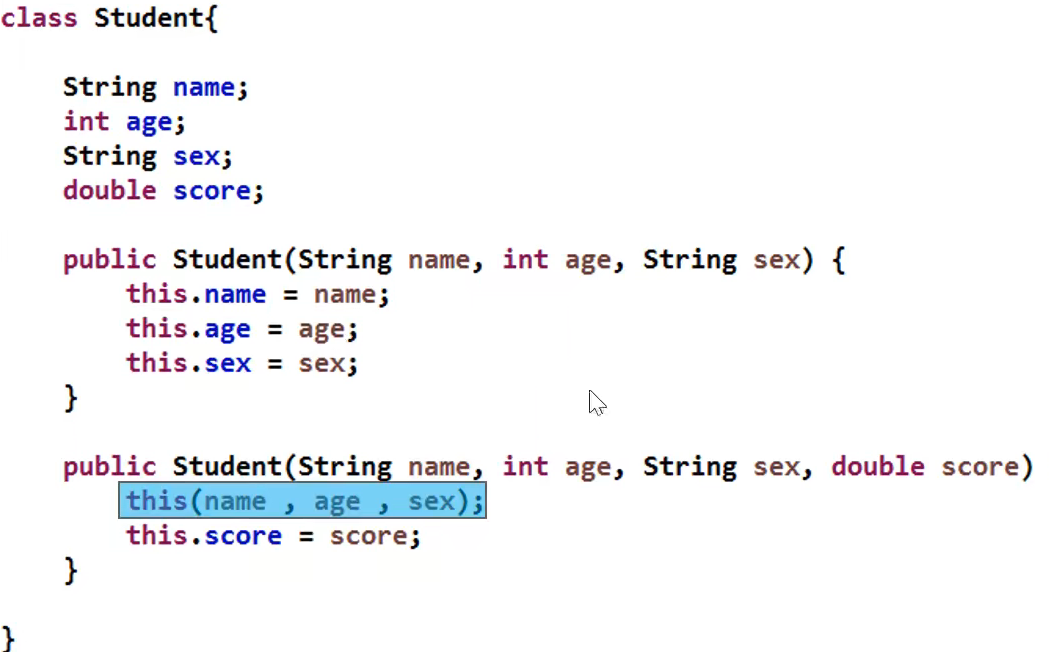 class Student{
String name;
int age;
String sex;
double score;
public Student(String name, int age, String sex) {
this.name = name;
this.age = age;
this.sex = sex;
}
public Student(String name, int age, String sex, double score)
this(name , age , sex);
this.score = score;
}
}